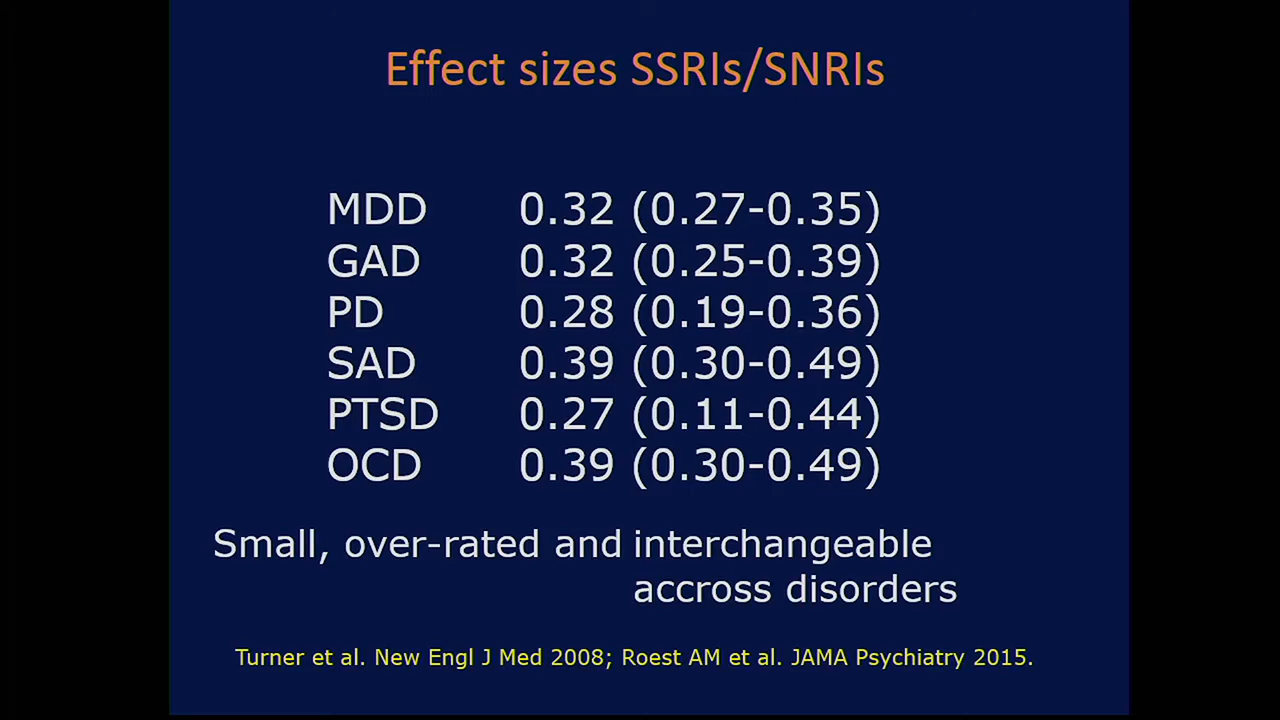 Effect sizes SSRIs/SNRIs
MDD 0.32 (0.27-0.35)
GAD 0.32 (0.25-0.39)
PD 0.28 (0.19-0.36)
SAD 0.39 (0.30-0.49)
PTSD 0.27 (0.11-0.44)
OCD 0.39 (0.30-0.49)
Small, over-rated and interchangeable
accross disorders
Turner et al. New Engl J Med 2008; Roest AM et al. JAMA Psychiatry 2015.